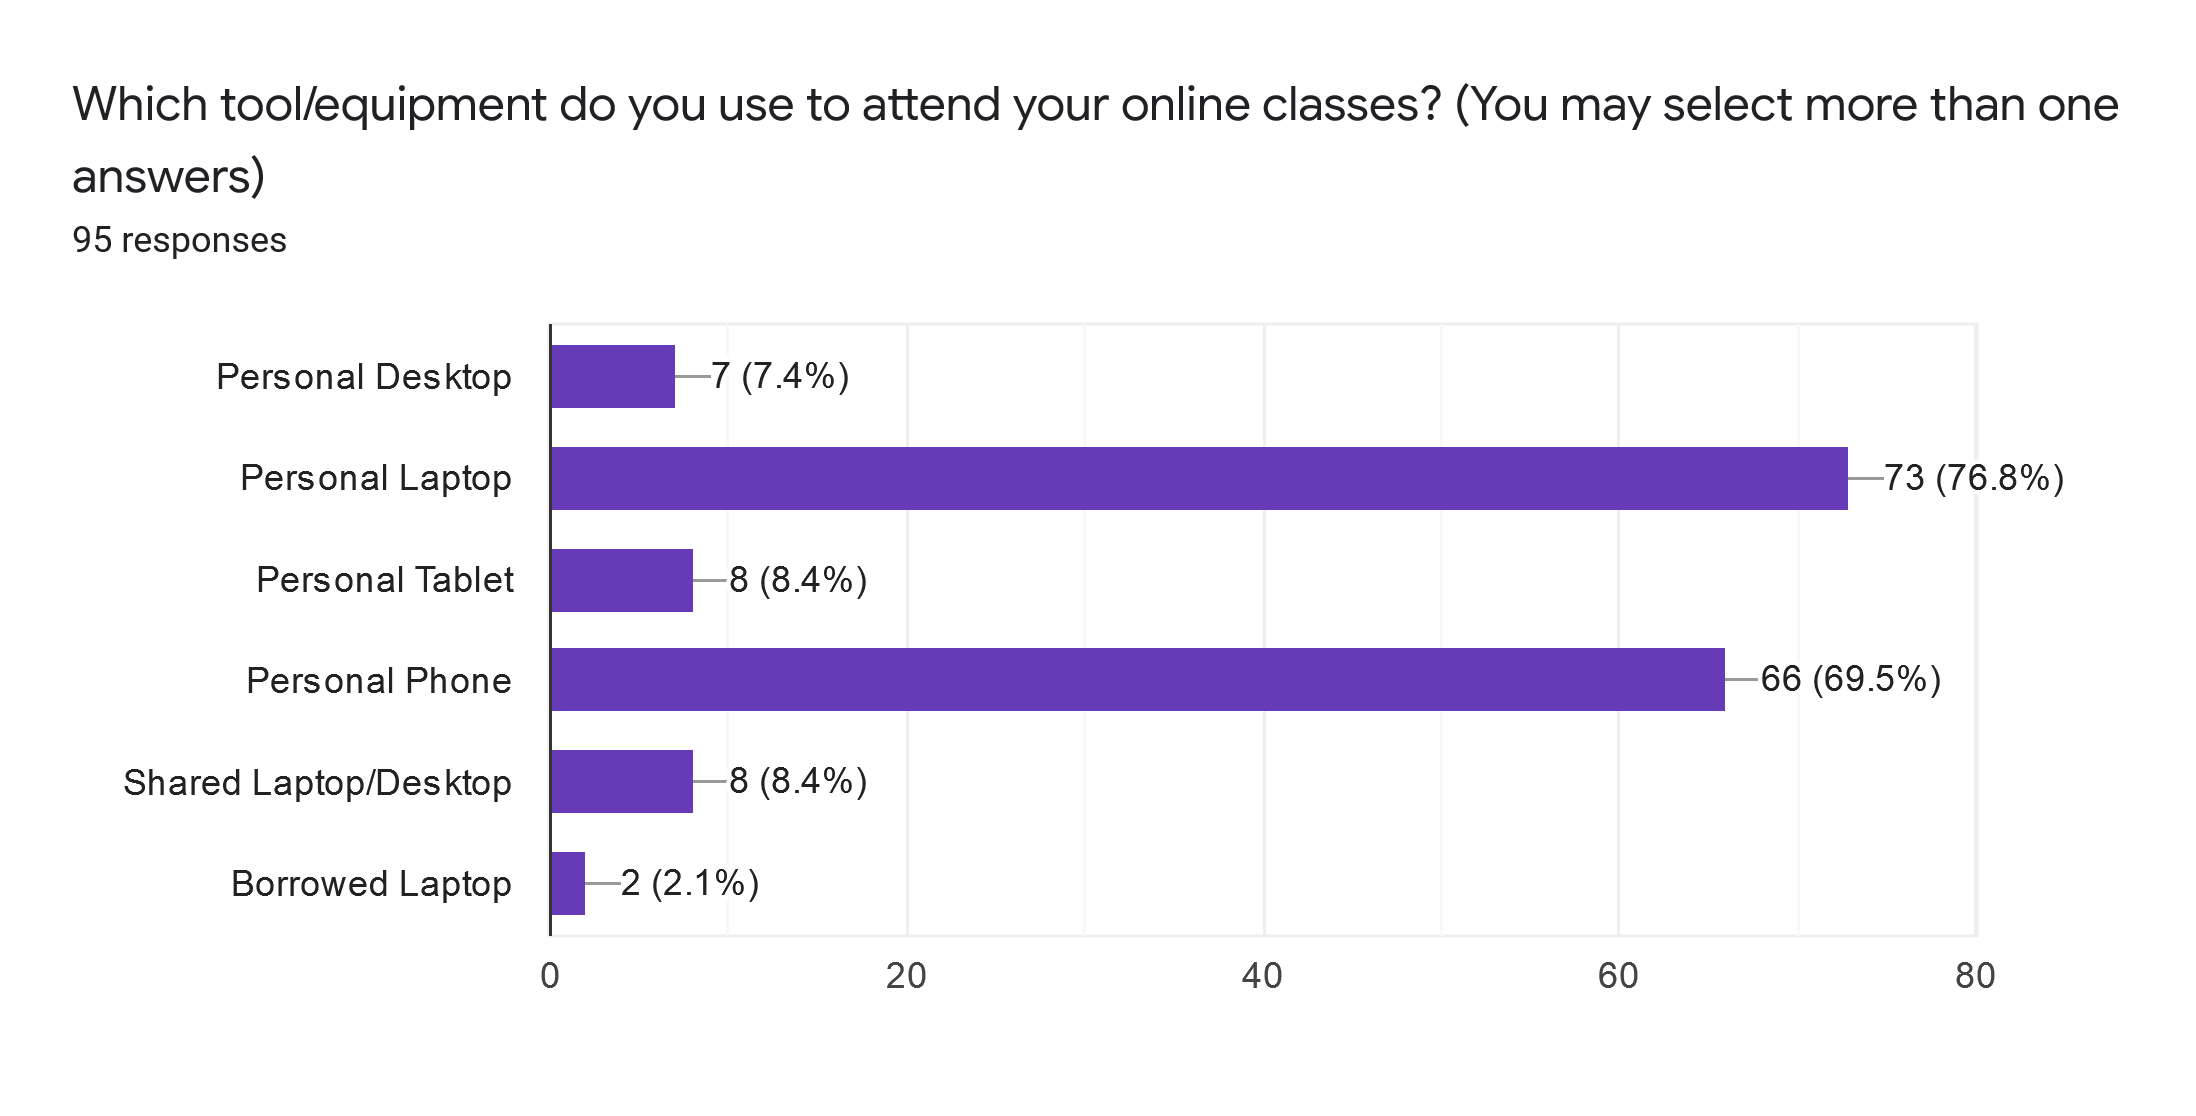 Which tool/equipment do you use to attend your online classes? (You may select more than one
answers)
95 responses
Personal Desktop 7 (7.4%)
Personal Laptop 73 (76.8%)
Personal Tablet 8 (8.4%)
Personal Phone 66 (69.5%)
Shared Laptop/Desktop 8 (8.4%)
Borrowed Laptop 2 (2.1%)
0 20 40 60 80